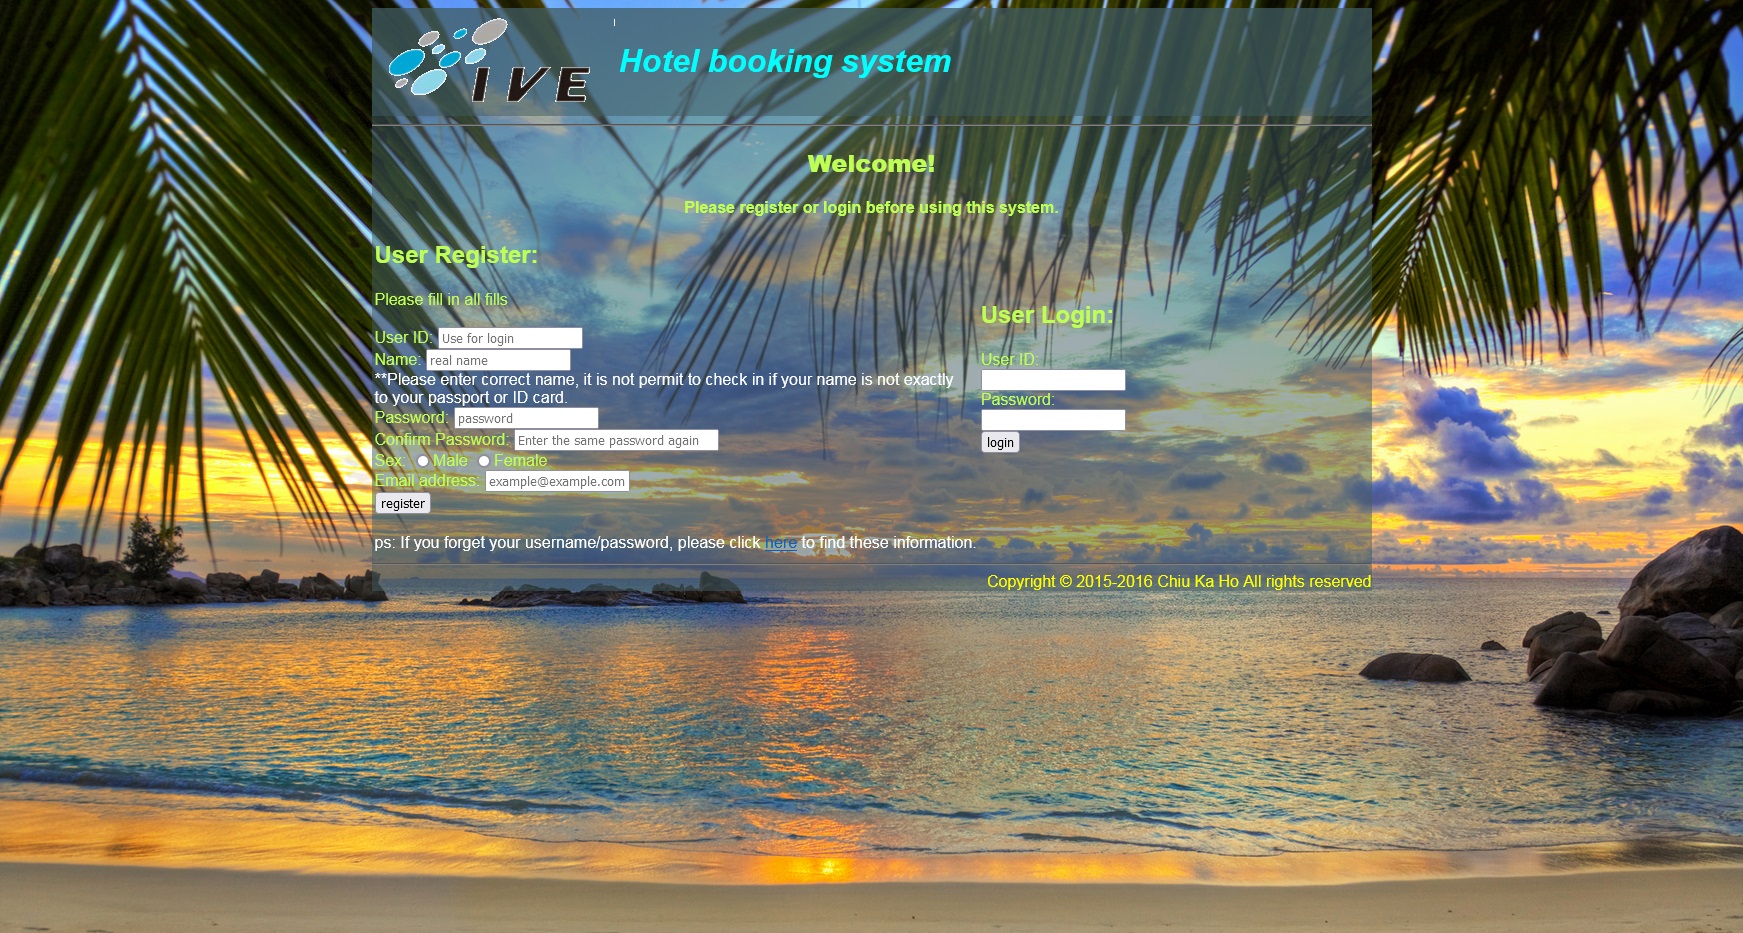 IVE
Hotel booking system
Welcome!
Please register or login before using this system.
User Register:
Please fill in all fills
User ID: Use for login
Name: real name
**Please enter correct name, it is not permit to check in if your name is not exactly
to your passport or ID card.
Password: password
Confirm Password: Enter the same password again
Sex: Male Female
Email address: example@example.com
register
User Login:
User ID:
Password:
login
ps: If you forget your username/password, please click here to find these information.
Copyright © 2015-2016 Chiu Ka Ho All rights reserved